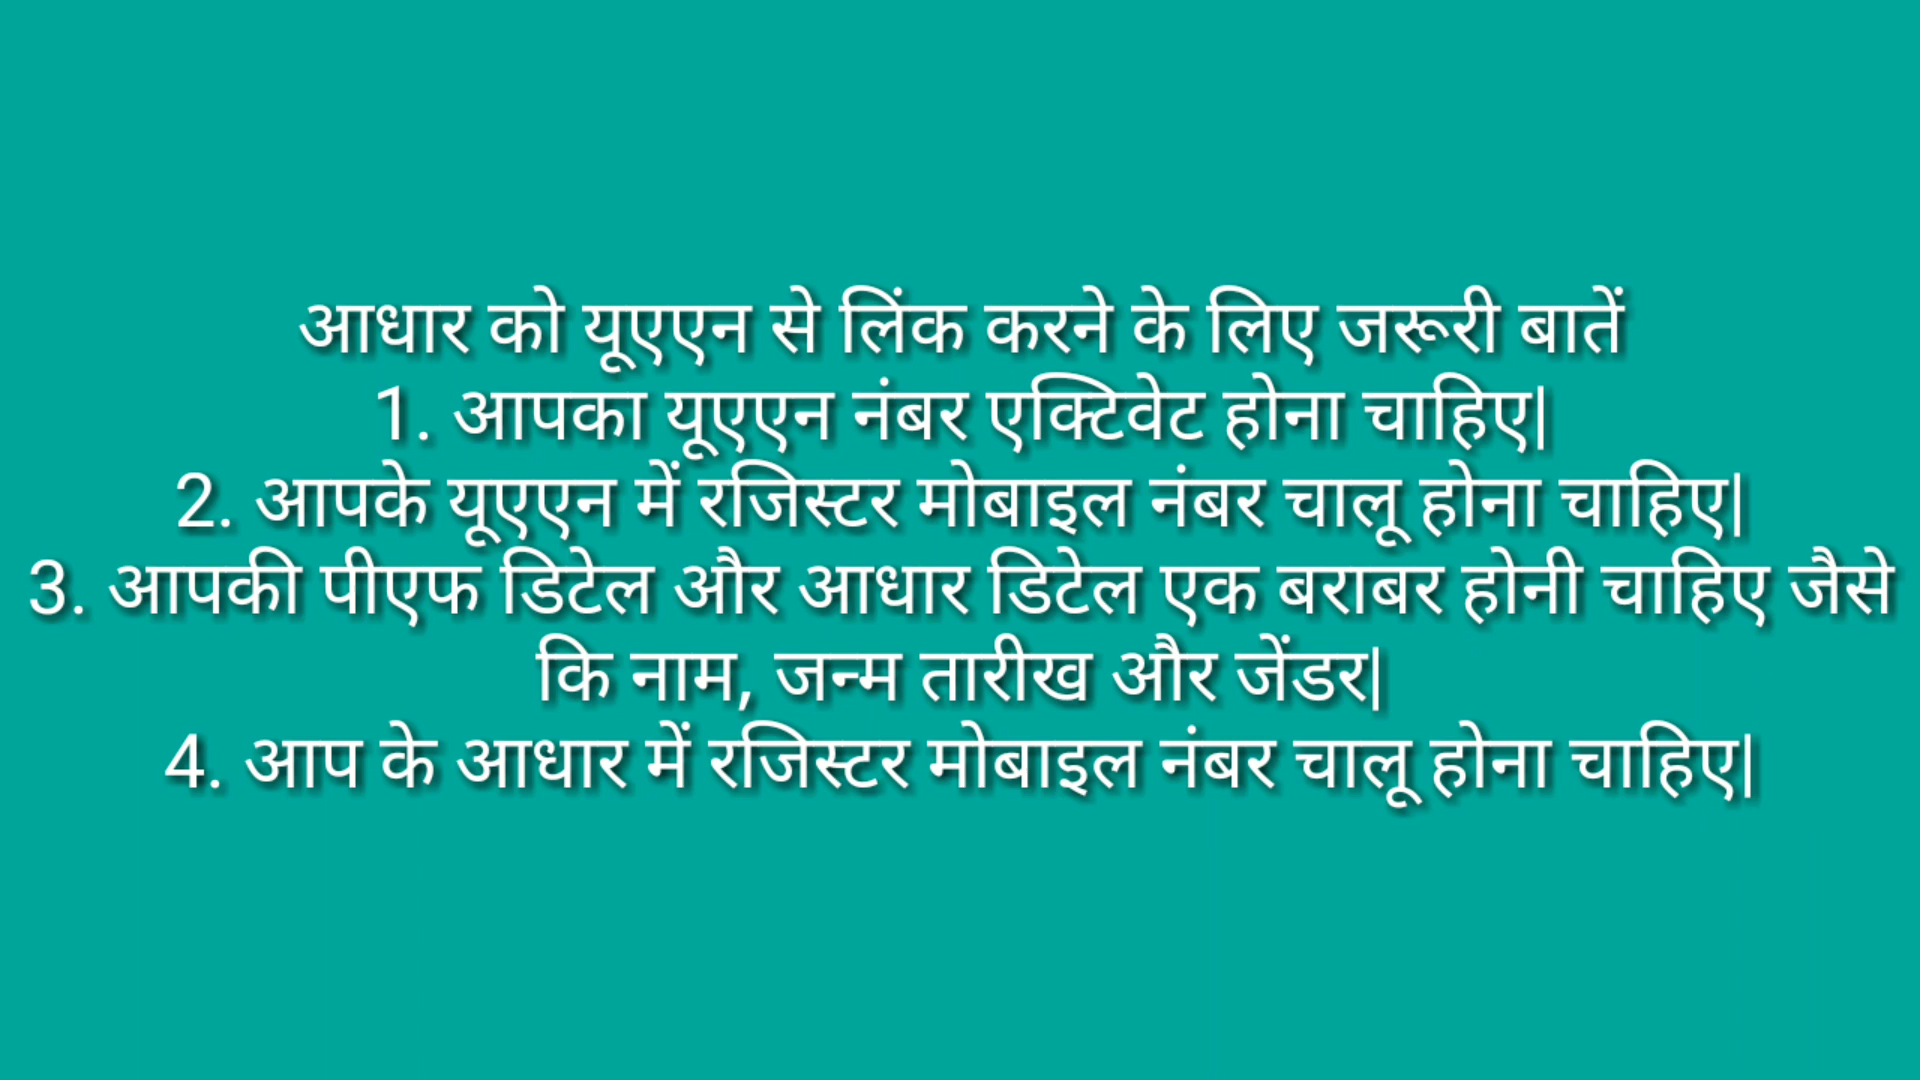 आधार को यूएएन से लिंक करने के लिए जरूरी बातें
1. आपका यूएएन नंबर एक्टिवेट होना चाहिए|
2. आपके यूएएन में रजिस्टर मोबाइल नंबर चालू होना चाहिए|
3. आपकी पीएफ डिटेल और आधार डिटेल एक बराबर होनी चाहिए जैसे
कि नाम, जन्म तारीख और जेंडर|
4. आप के आधार में रजिस्टर मोबाइल नंबर चालू होना चाहिए|